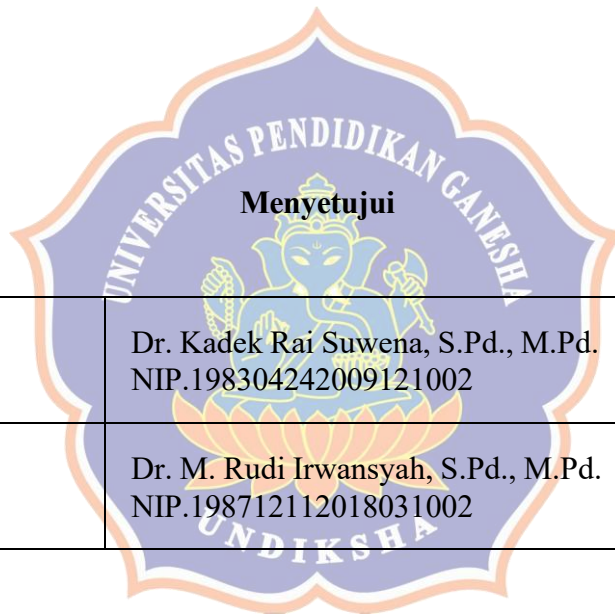 UNIVERSITAS PENDIDIKAN GANESHA
Menyetujui
Dr. Kadek Rai Suwena, S.Pd., M.Pd.
NIP.198304242009121002
Dr. M. Rudi Irwansyah, S.Pd., M.Pd.
NIP.198712112018031002
UNDIKSHA